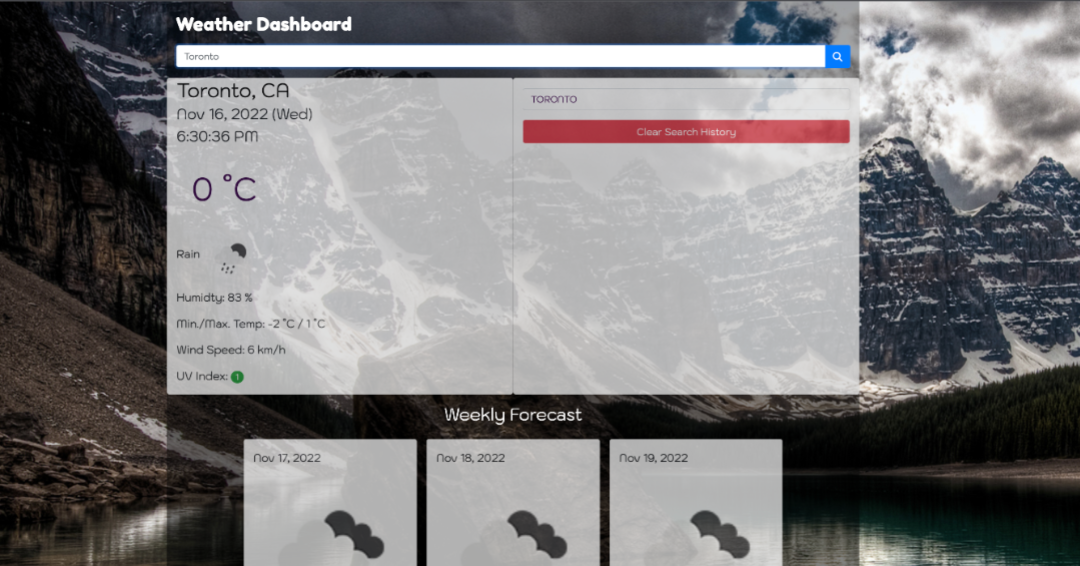 Weather Dashboard
Toronto
Toronto, CA
Nov 16, 2022 (Wed)
6:30:36 PM
0 °C
Rain
Humidty: 83 %
Min./Max. Temp: -2 °C / 1 °C
Wind Speed: 6 km/h
UV Index: 1
TORONTO
Clear Search History
Weekly Forecast
Nov 17, 2022
Nov 18, 2022
Nov 19, 2022